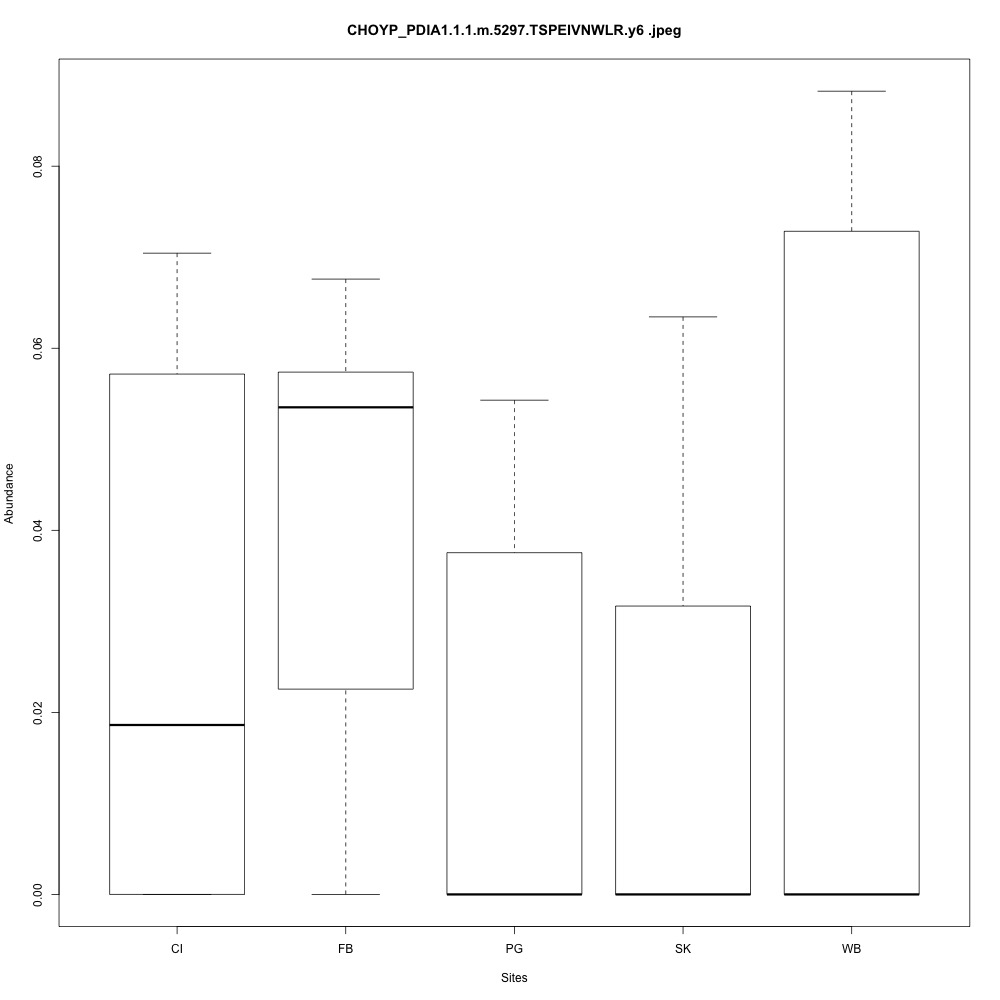 CHOYP_PDIA1.1.1.m.5297.TSPEIVNWLR.y6 .jpeg
Abundance
0.08
0.06
0.04
0.02
0.00
CI FB PG SK WB
Sites